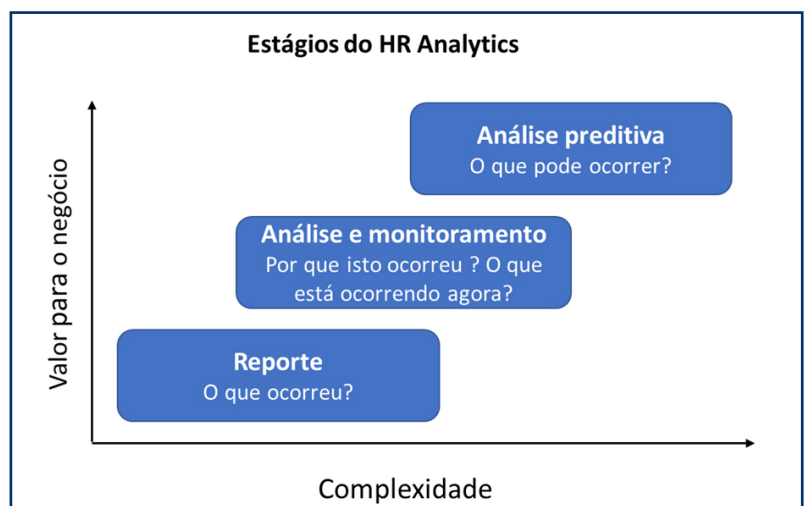 Estágios do HR Analytics
Análise preditiva
O que pode ocorrer?
Análise e monitoramento
Por que isto ocorreu ? O que
está ocorrendo agora?
Reporte
O que ocorreu?
Valor para o negócio
Complexidade